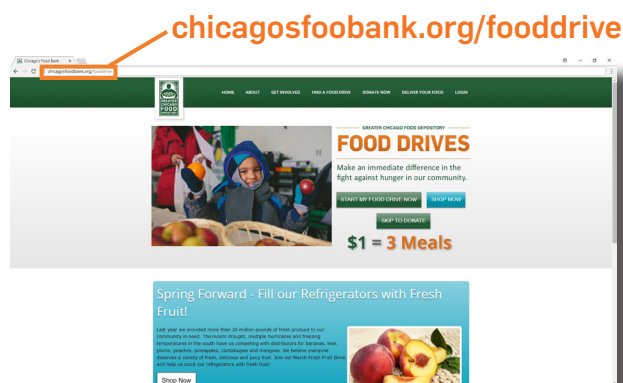 chicagosfoobank.org/fooddrive
Chicago's Food Bank
chicagosfoodbank.org/fooddrive
GREATER
CHICAGO
FOOD
DEPOSITORY
HOME ABOUT GET INVOLVED FIND A FOOD DRIVE DONATE NOW DELIVER YOUR FOOD LOGIN
GREATER CHICAGO FOOD DEPOSITORY
FOOD DRIVES
Make an immediate difference in the
fight against hunger in our community.
START MY FOOD DRIVE NOW SHOP NOW
SKIP TO DONATE
$1 = 3 Meals
Spring Forward - Fill our Refrigerators with Fresh
Fruit!
Last year we provided more than 26 million pounds of fresh produce to our
community in need. The recent drought, multiple hurricanes and freezing
temperatures in the south have us competing with distributors for bananas, kiwi,
plums, peaches, pineapples, cantaloupes and mangoes. We believe everyone
deserves a variety of fresh, delicious and juicy fruit. Join our March Fresh Fruit Drive
and help us stock our refrigerators with fresh fruit!
Shop Now